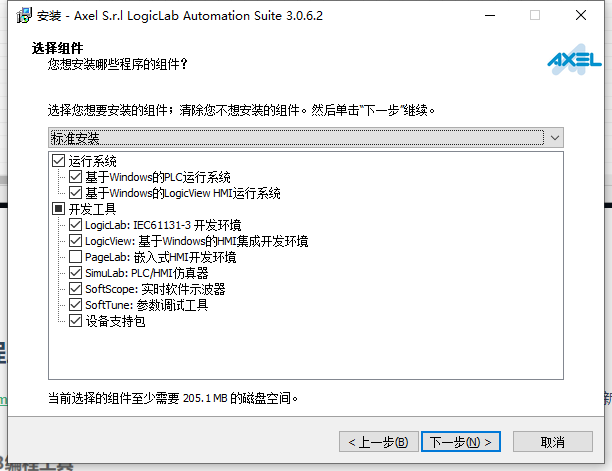 安装 - Axel S.r.l LogicLab Automation Suite 3.0.6.2
选择组件
您想安装哪些程序的组件？
AXEL
选择您想要安装的组件；清除您不想安装的组件。然后单击“下一步”继续。
标准安装
运行系统
基于Windows的PLC运行系统
基于Windows的LogicView HMI运行系统
开发工具
LogicLab: IEC61131-3 开发环境
LogicView: 基于Windows的HMI集成开发环境
PageLab: 嵌入式HMI开发环境
SimuLab: PLC/HMI仿真器
SoftScope: 实时软件示波器
SoftTune: 参数调试工具
设备支持包
当前选择的组件至少需要 205.1 MB 的磁盘空间。
< 上一步(B)
下一步(N) >
取消
编程工具